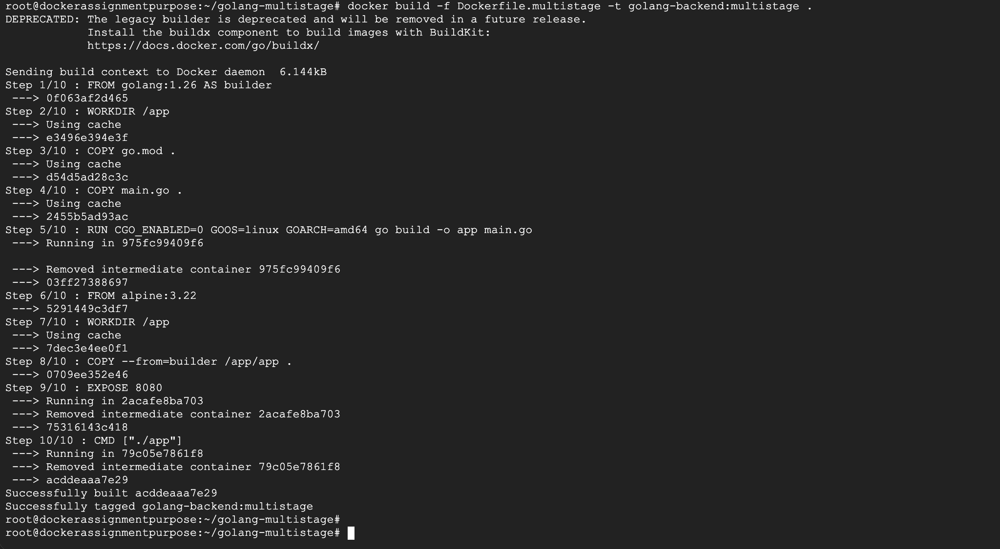 root@dockerassignmentpurpose:~/golang-multistage# docker build -f Dockerfile.multistage -t golang-backend:multistage .
DEPRECATED: The legacy builder is deprecated and will be removed in a future release.
            Install the buildx component to build images with BuildKit:
            https://docs.docker.com/go/buildx/

Sending build context to Docker daemon  6.144kB
Step 1/10 : FROM golang:1.26 AS builder
 ---> 0f063af2d465
Step 2/10 : WORKDIR /app
 ---> Using cache
 ---> e3496e394e3f
Step 3/10 : COPY go.mod .
 ---> Using cache
 ---> d54d5ad28c3c
Step 4/10 : COPY main.go .
 ---> Using cache
 ---> 2455b5ad93ac
Step 5/10 : RUN CGO_ENABLED=0 GOOS=linux GOARCH=amd64 go build -o app main.go
 ---> Running in 975fc99409f6

 ---> Removed intermediate container 975fc99409f6
 ---> 03ff27388697
Step 6/10 : FROM alpine:3.22
 ---> 5291449c3df7
Step 7/10 : WORKDIR /app
 ---> Using cache
 ---> 7dec3e4ee0f1
Step 8/10 : COPY --from=builder /app/app .
 ---> 0709ee352e46
Step 9/10 : EXPOSE 8080
 ---> Running in 2acafe8ba703
 ---> Removed intermediate container 2acafe8ba703
 ---> 75316143c418
Step 10/10 : CMD ["./app"]
 ---> Running in 79c05e7861f8
 ---> Removed intermediate container 79c05e7861f8
 ---> acddeaaa7e29
Successfully built acddeaaa7e29
Successfully tagged golang-backend:multistage
root@dockerassignmentpurpose:~/golang-multistage#
root@dockerassignmentpurpose:~/golang-multistage#